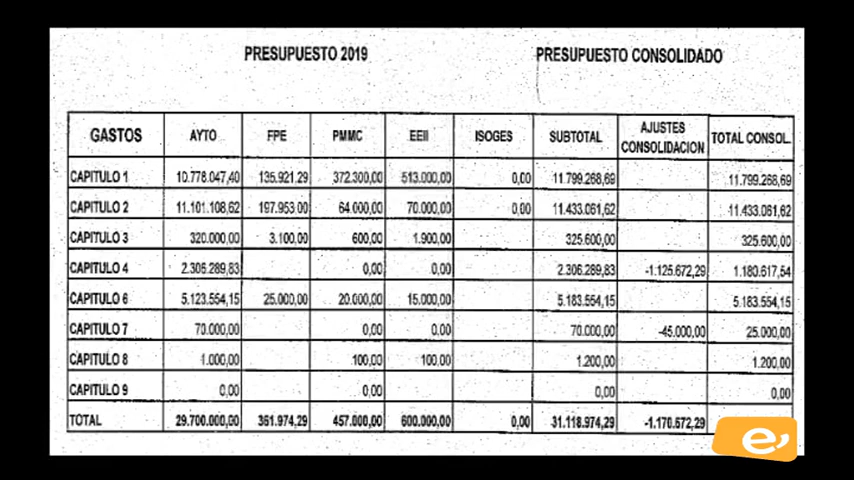 PRESUPUESTO 2019 PRESUPUESTO CONSOLIDADO
GASTOS AYTO FPE PMMC EEII ISOGES SUBTOTAL AJUSTES CONSOLIDACION TOTAL CONSOL.
CAPITULO 1 10.778.047,40 135.921,29 372.300,00 513.000,00 0,00 11.799.268,69 11.799.268,69
CAPITULO 2 11.101.108,62 197.953.00 64.000,00 70.000,00 0,00 11.433.061,62 11.433.061,62
CAPITULO 3 320.000,00 3.100,00 600,00 1.900,00 325.600,00 325.600,00
CAPITULO 4 2.306.289,83 0,00 0,00 2.306.289,83 -1.125.672,29 1.180.617,54
CAPITULO 6 5.123.554,15 25.000,00 20.000,00 15.000,00 5.183.554,15 5.183.554,15
CAPITULO 7 70.000,00 0,00 0.00 70.000,00 -45.000,00 25.000,00
CAPITULO 8 1.000,00 100,00 100.00 1.200,00 1.200,00
CAPITULO 9 0,00 0,00 0,00 0,00
TOTAL 29.700.000,00 361.974,29 457.000,00 600.000,00 0,00 31.118.974,29 -1.170.672,29
e